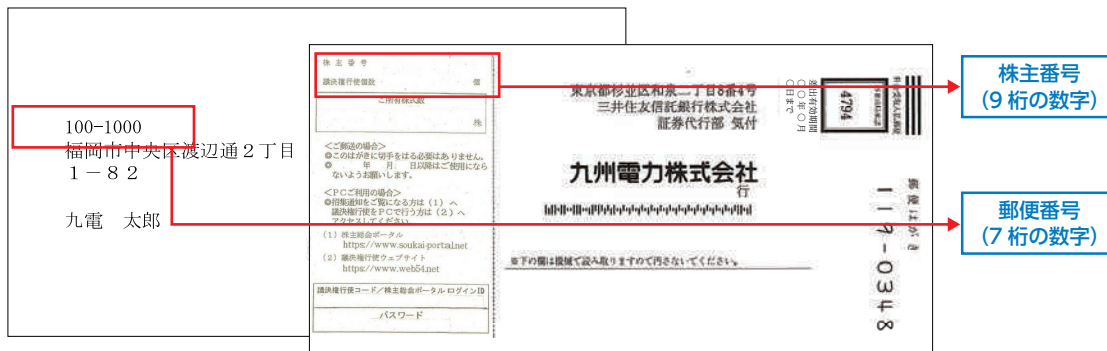 100-1000
福岡市中央区渡辺通2丁目
1-82
九電 太郎
株主番号
議決権行使個数 個
ご所有株式数
株
<ご郵送の場合>
◎このはがきに切手をはる必要はありません。
◎ 年 月 日以降はご使用になら
ないようお願いします。
<PCご利用の場合>
◎招集通知をご覧になる方は(1)へ
議決権行使をPCで行う方は(2)へ
アクセスしてください。
(1)株主総会ポータル
https://www.soukai-portal.net
(2)議決権行使ウェブサイト
https://www.web54.net
議決権行使コード/株主総会ポータル ログインID
パスワード
東京都杉並区和泉二丁目8番4号
三井住友信託銀行株式会社
証券代行部 気付
九州電力株式会社
行
※下の欄は機械で読み取りますので汚さないでください。
差出有効期間
〇〇年〇月
〇日まで
4794
料金受取人払郵便
郵便はがき
117-0348
株主番号
(9桁の数字)
郵便番号
(7桁の数字)